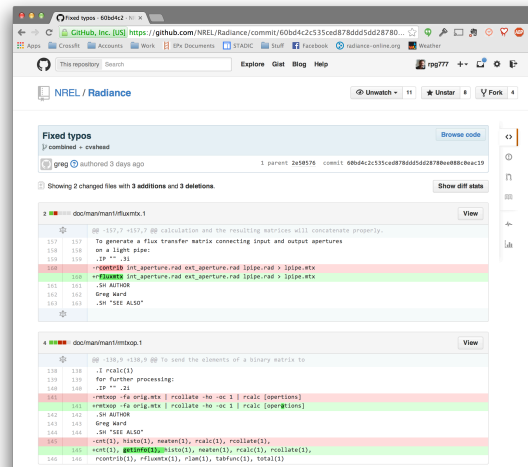 Fixed typos · 60bd4c2 · NR
GitHub, Inc. [US] https://github.com/NREL/Radiance/commit/60bd4c2c535ced878ddd5dd28780...
Apps Crossfit Accounts Work EPx Documents STADIC Stuff Facebook radiance-online.org Weather
This repository Search Explore Gist Blog Help rpg777
NREL / Radiance Unwatch 11 Unstar 8 Fork 4
Fixed typos Browse code
combined + cvshead
greg authored 3 days ago 1 parent 2e50576 commit 60bd4c2c535ced878ddd5dd28780ee088c0eac19
Showing 2 changed files with 3 additions and 3 deletions. Show diff stats
2 doc/man/man1/rfluxmtx.1 View
@@ -157,7 +157,7 @@ calculation and the resulting matrices will concatenate properly.
157 157 To generate a flux transfer matrix connecting input and output apertures
158 158 on a light pipe:
159 159 .IP "" .3i
160 -rcontrib int_aperture.rad ext_aperture.rad lpipe.rad > lpipe.mtx
160 +rfluxmtx int_aperture.rad ext_aperture.rad lpipe.rad > lpipe.mtx
161 161 .SH AUTHOR
162 162 Greg Ward
163 163 .SH "SEE ALSO"
4 doc/man/man1/rmtxop.1 View
@@ -138,9 +138,9 @@ To send the elements of a binary matrix to
138 138 .I rcalc(1)
139 139 for further processing:
140 140 .IP "" .2i
141 -rmtxop -fa orig.mtx | rcollate -ho -oc 1 | rcalc [opertions]
141 +rmtxop -fa orig.mtx | rcollate -ho -oc 1 | rcalc [operations]
142 142 .SH AUTHOR
143 143 Greg Ward
144 144 .SH "SEE ALSO"
145 -cnt(1), histo(1), neaten(1), rcalc(1), rcollate(1),
145 +cnt(1), getinfo(1), histo(1), neaten(1), rcalc(1), rcollate(1),
146 146 rcontrib(1), rfluxmtx(1), rlam(1), tabfunc(1), total(1)